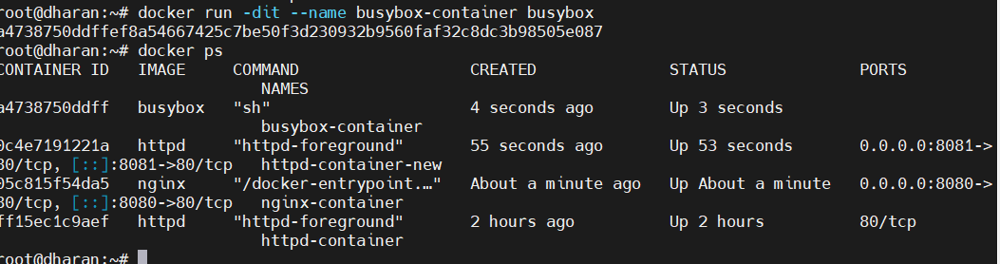 root@dharan:~# docker run -dit --name busybox-container busybox
a4738750ddffef8a54667425c7be50f3d230932b9560faf32c8dc3b98505e087
root@dharan:~# docker ps
CONTAINER ID   IMAGE     COMMAND                  CREATED              STATUS              PORTS
                            NAMES
a4738750ddff   busybox   "sh"                     4 seconds ago        Up 3 seconds
                            busybox-container
0c4e7191221a   httpd     "httpd-foreground"       55 seconds ago       Up 53 seconds       0.0.0.0:8081->
80/tcp, [::]:8081->80/tcp   httpd-container-new
05c815f54da5   nginx     "/docker-entrypoint.…"   About a minute ago   Up About a minute   0.0.0.0:8080->
80/tcp, [::]:8080->80/tcp   nginx-container
ff15ec1c9aef   httpd     "httpd-foreground"       2 hours ago          Up 2 hours          80/tcp
                            httpd-container
root@dharan:~#